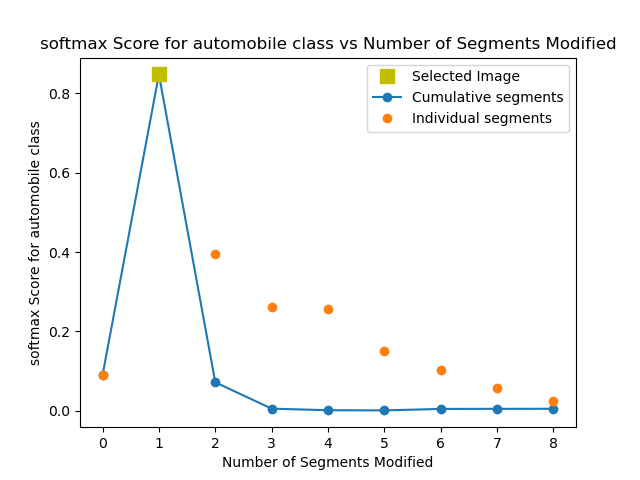 softmax Score for automobile class vs Number of Segments Modified
softmax Score for automobile class
0.8
0.6
0.4
0.2
0.0
Selected Image
Cumulative segments
Individual segments
0 1 2 3 4 5 6 7 8
Number of Segments Modified